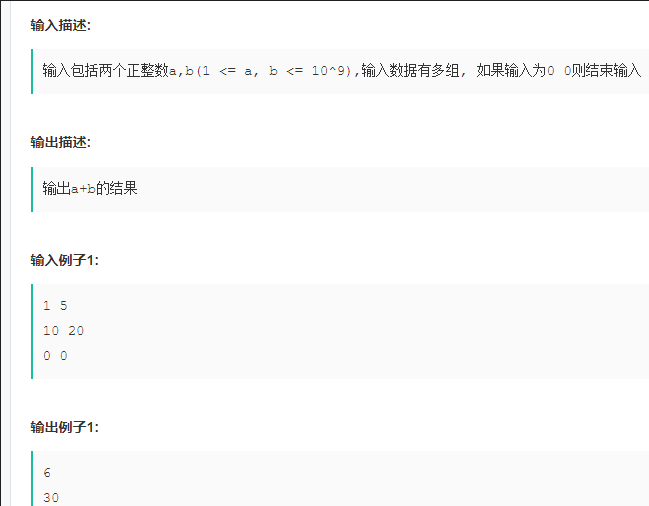 输入描述:
输入包括两个正整数a,b(1 <= a, b <= 10^9),输入数据有多组, 如果输入为0 0则结束输入
输出描述:
输出a+b的结果
输入例子1:
1 5
10 20
0 0
输出例子1:
6
30